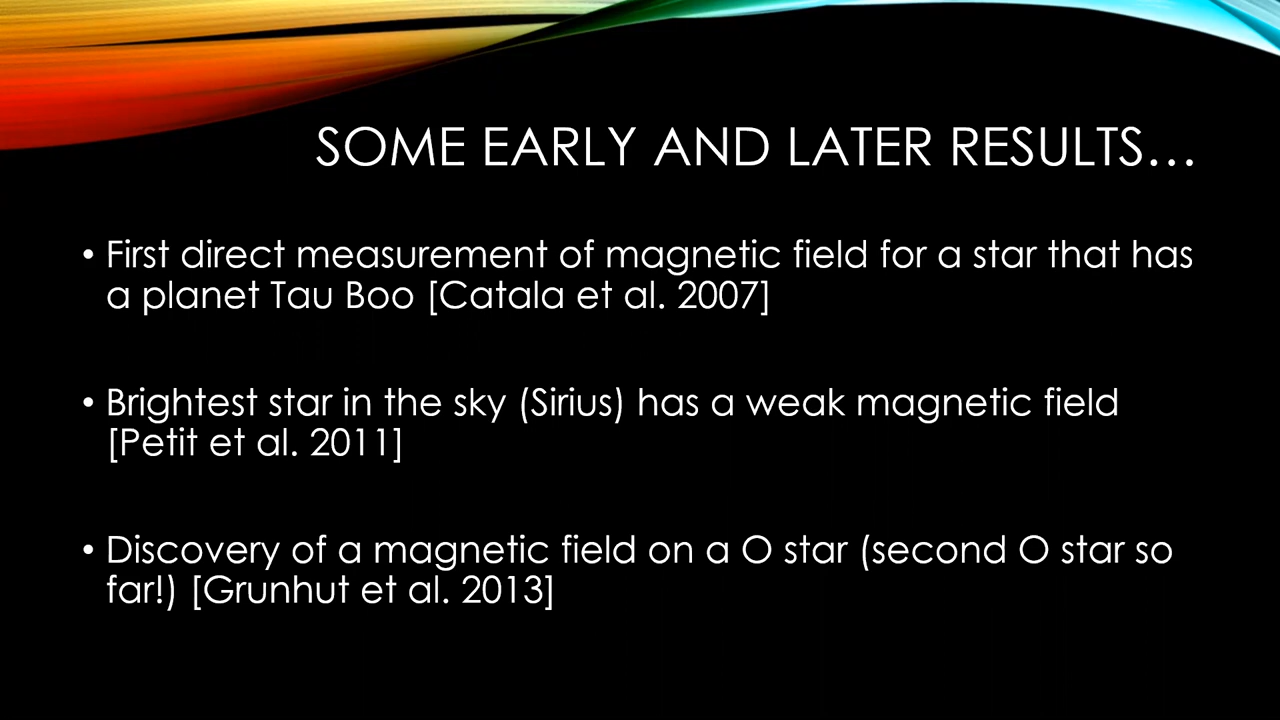 SOME EARLY AND LATER RESULTS…
• First direct measurement of magnetic field for a star that has
a planet Tau Boo [Catala et al. 2007]
• Brightest star in the sky (Sirius) has a weak magnetic field
[Petit et al. 2011]
• Discovery of a magnetic field on a O star (second O star so
far!) [Grunhut et al. 2013]